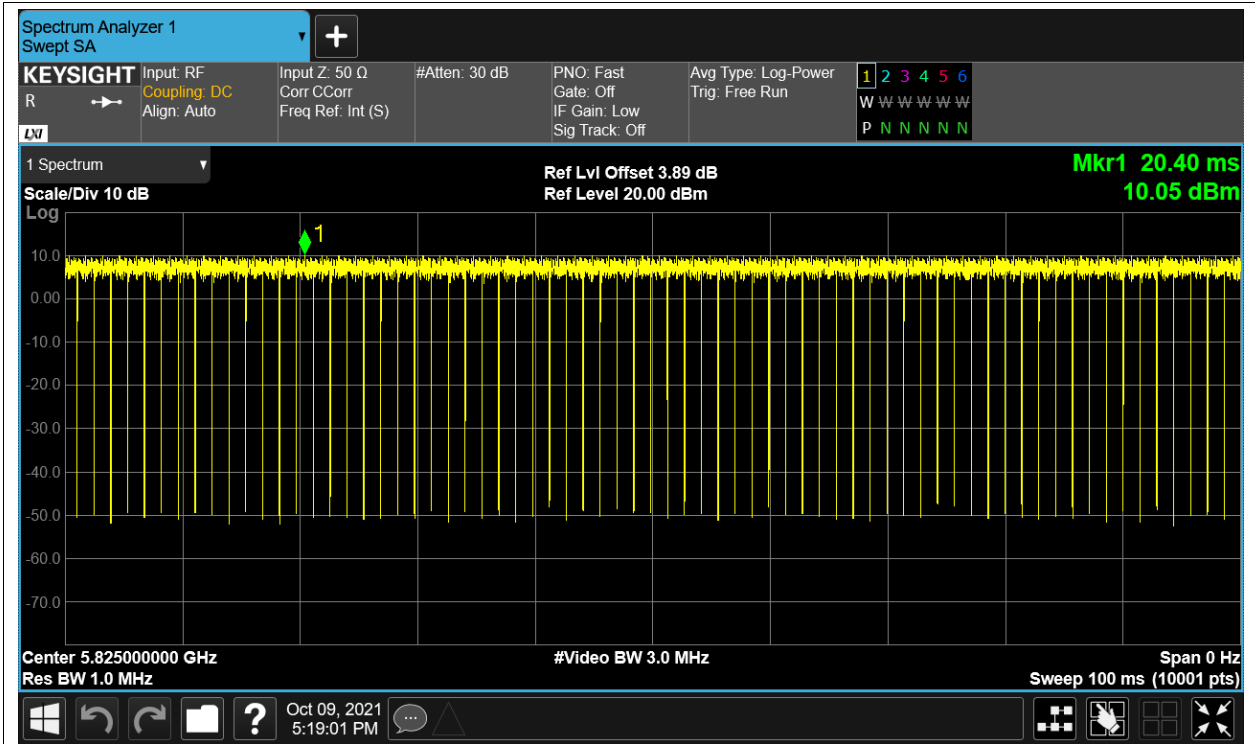 Spectrum Analyzer 1
Swept SA
+
KEYSIGHT
R
LXI
Input: RF
Coupling: DC
Align: Auto
Input Z: 50 Ω
Corr CCorr
Freq Ref: Int (S)
#Atten: 30 dB
PNO: Fast
Gate: Off
IF Gain: Low
Sig Track: Off
Avg Type: Log-Power
Trig: Free Run
1 2 3 4 5 6
W W W W W W
P N N N N N
1 Spectrum
Scale/Div 10 dB
Log
Ref Lvl Offset 3.89 dB
Ref Level 20.00 dBm
Mkr1 20.40 ms
10.05 dBm
1
10.0
0.00
-10.0
-20.0
-30.0
-40.0
-50.0
-60.0
-70.0
Center 5.825000000 GHz
Res BW 1.0 MHz
#Video BW 3.0 MHz
Span 0 Hz
Sweep 100 ms (10001 pts)
?
Oct 09, 2021
5:19:01 PM